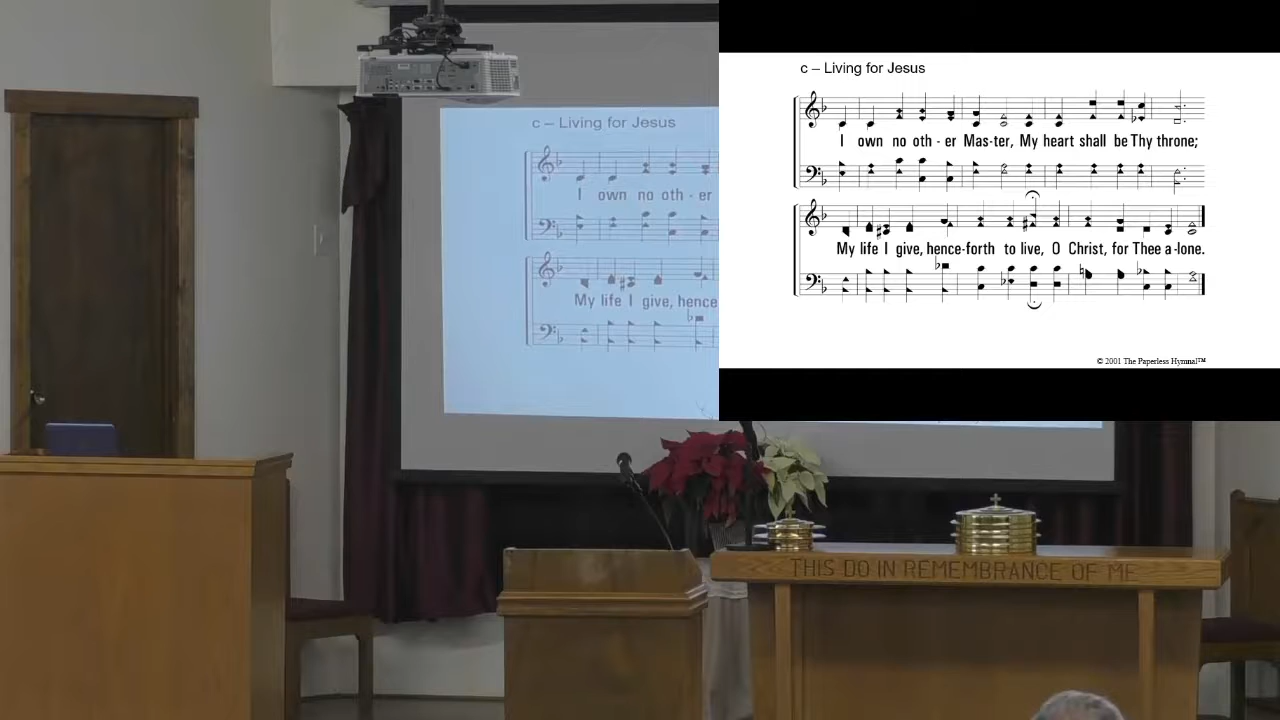 c – Living for Jesus
I own no oth - er
My life I give, hence
c – Living for Jesus
I own no oth - er Mas-ter, My heart shall be Thy throne;
My life I give, hence-forth to live, O Christ, for Thee a-lone.
© 2001 The Paperless Hymnal™
THIS DO IN REMEMBRANCE OF ME